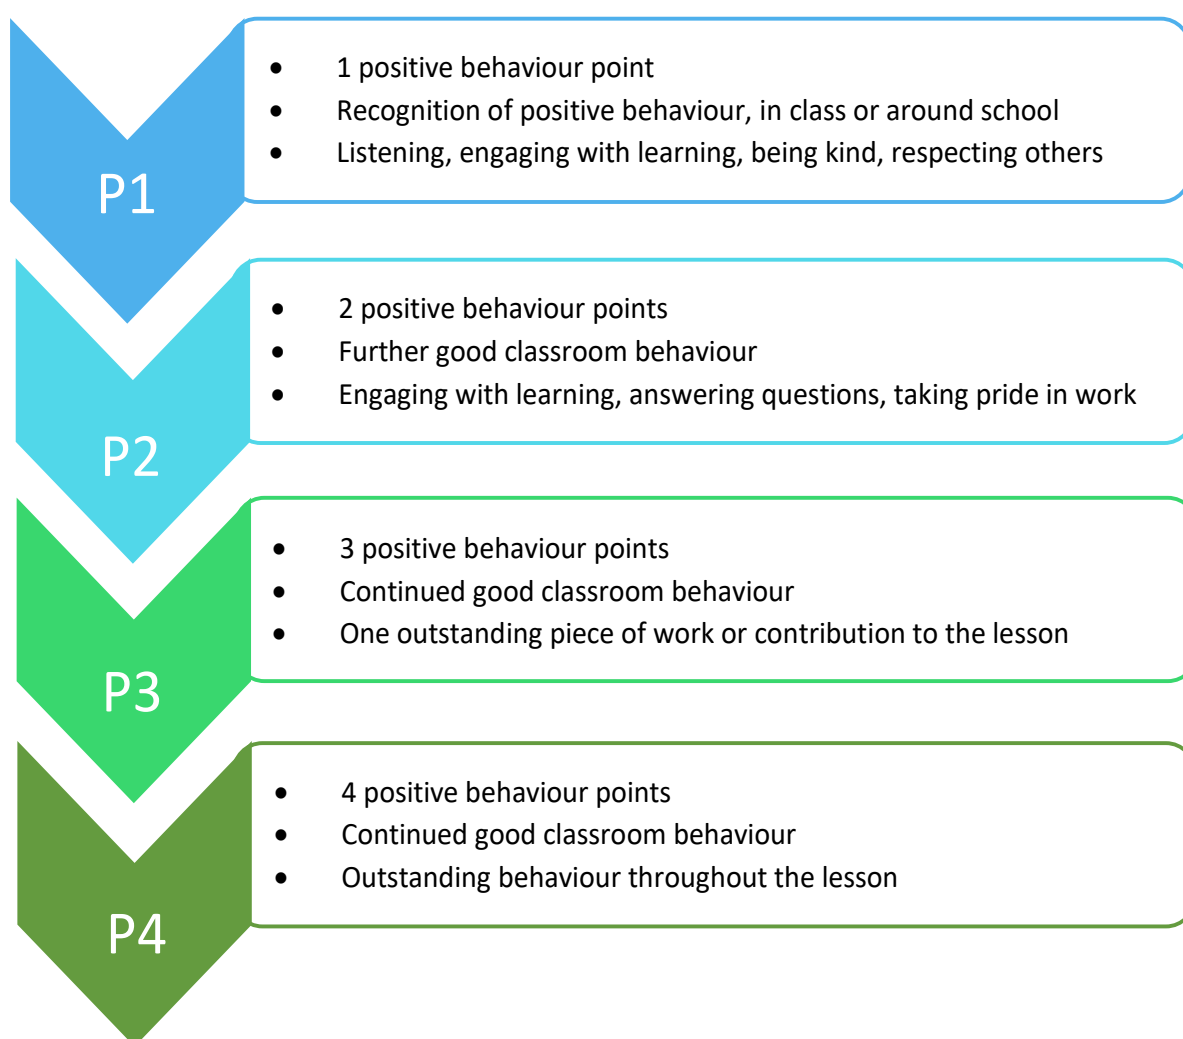 P1
• 1 positive behaviour point
• Recognition of positive behaviour, in class or around school
• Listening, engaging with learning, being kind, respecting others
P2
• 2 positive behaviour points
• Further good classroom behaviour
• Engaging with learning, answering questions, taking pride in work
P3
• 3 positive behaviour points
• Continued good classroom behaviour
• One outstanding piece of work or contribution to the lesson
P4
• 4 positive behaviour points
• Continued good classroom behaviour
• Outstanding behaviour throughout the lesson